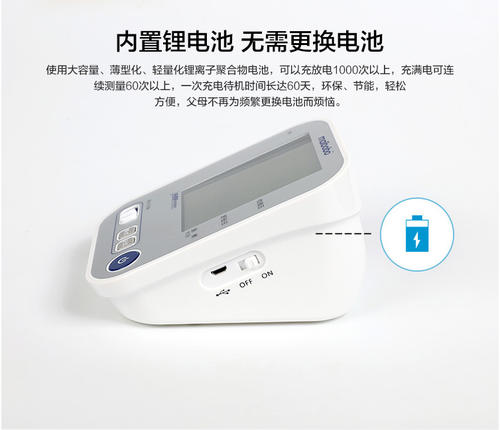 内置锂电池 无需更换电池
使用大容量、薄型化、轻量化锂离子聚合物电池，可以充放电1000次以上，充满电可连
续测量60次以上，一次充电待机时间长达60天，环保、节能，轻松
方便，父母不再为频繁更换电池而烦恼。
mababo
OFF ON